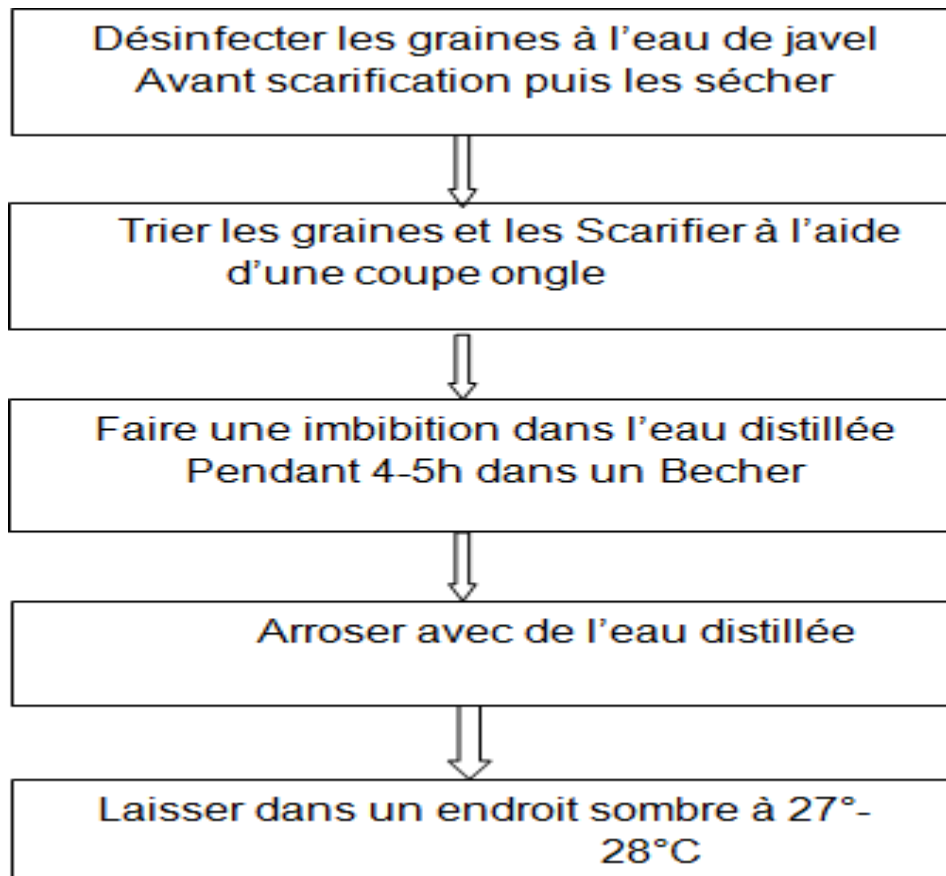 Désinfecter les graines à l’eau de javel
Avant scarification puis les sécher
Trier les graines et les Scarifier à l’aide
d’une coupe ongle
Faire une imbibition dans l’eau distillée
Pendant 4-5h dans un Becher
Arroser avec de l’eau distillée
Laisser dans un endroit sombre à 27°-
28°C